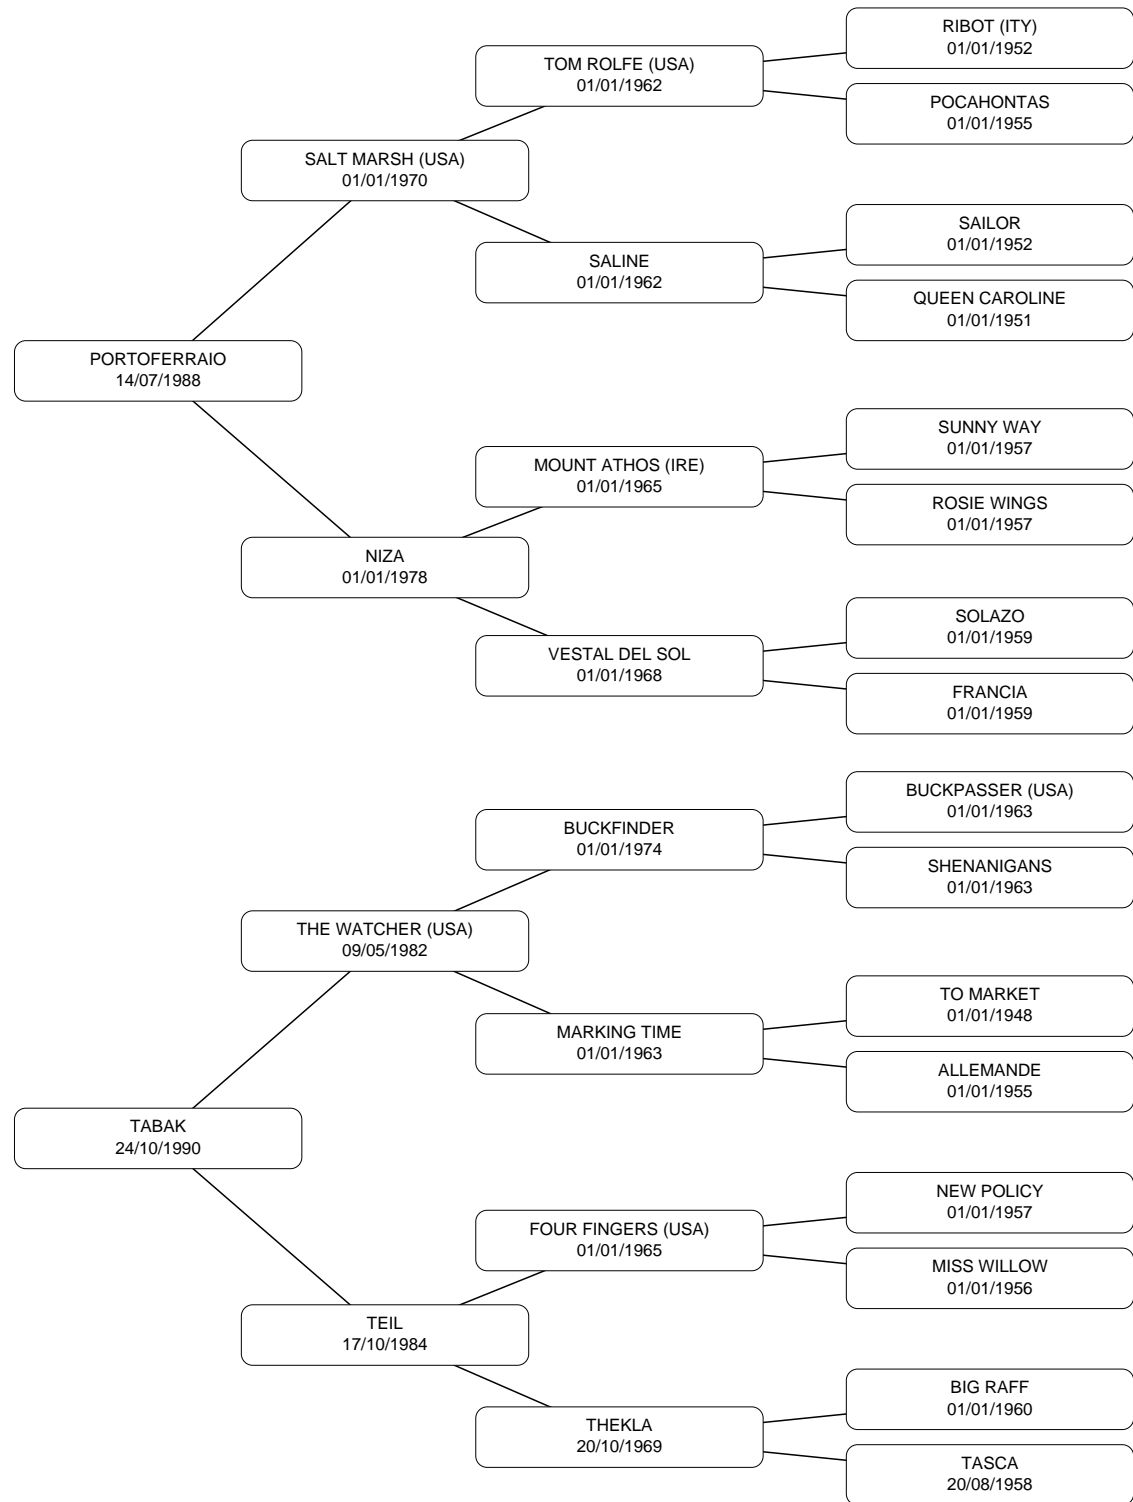 RIBOT (ITY)
01/01/1952
TOM ROLFE (USA)
01/01/1962
POCAHONTAS
01/01/1955
SALT MARSH (USA)
01/01/1970
SAILOR
01/01/1952
SALINE
01/01/1962
QUEEN CAROLINE
01/01/1951
PORTOFERRAIO
14/07/1988
SUNNY WAY
01/01/1957
MOUNT ATHOS (IRE)
01/01/1965
ROSIE WINGS
01/01/1957
NIZA
01/01/1978
SOLAZO
01/01/1959
VESTAL DEL SOL
01/01/1968
FRANCIA
01/01/1959
BUCKPASSER (USA)
01/01/1963
BUCKFINDER
01/01/1974
SHENANIGANS
01/01/1963
THE WATCHER (USA)
09/05/1982
TO MARKET
01/01/1948
MARKING TIME
01/01/1963
ALLEMANDE
01/01/1955
TABAK
24/10/1990
NEW POLICY
01/01/1957
FOUR FINGERS (USA)
01/01/1965
MISS WILLOW
01/01/1956
TEIL
17/10/1984
BIG RAFF
01/01/1960
THEKLA
20/10/1969
TASCA
20/08/1958